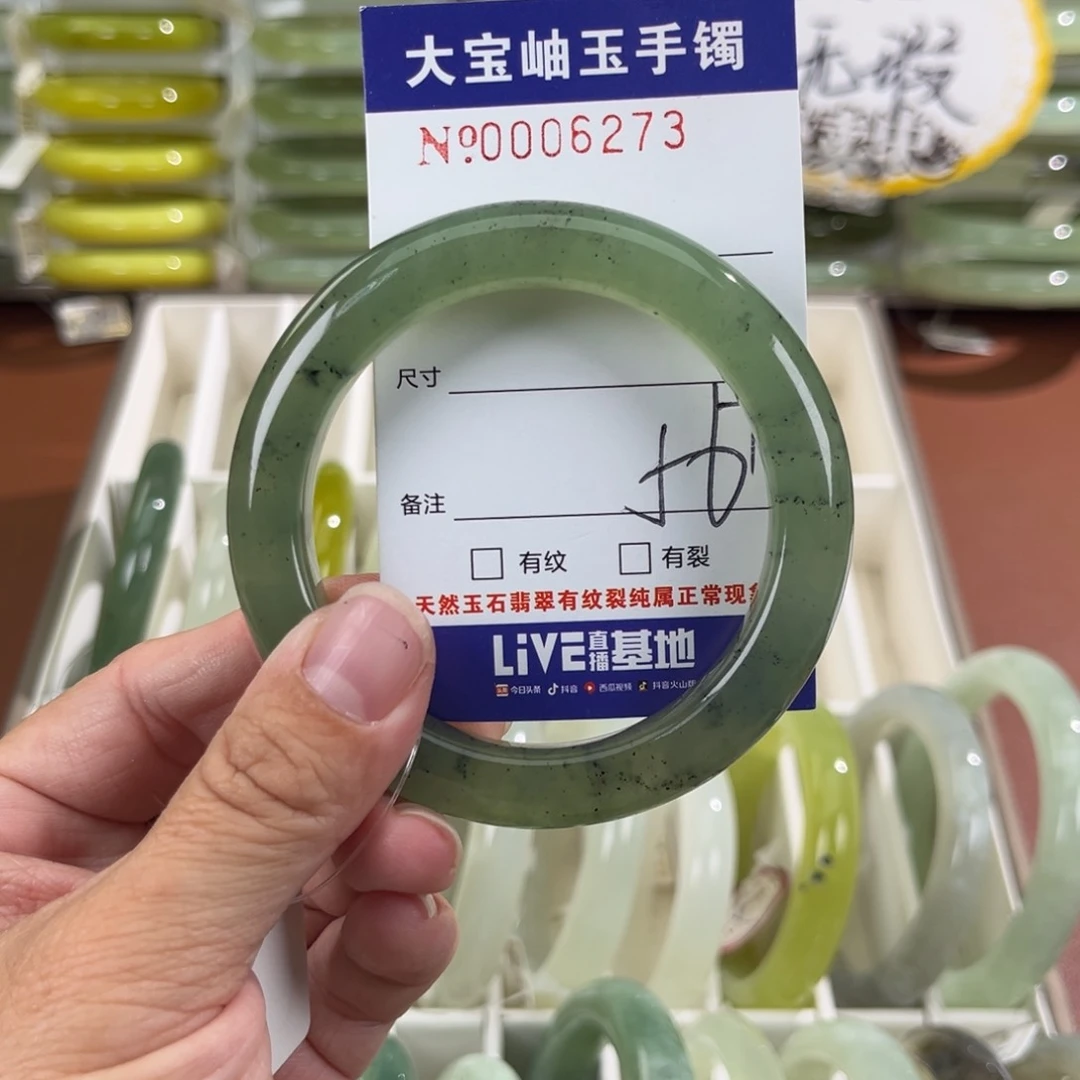 大宝岫玉手镯
№0006273
无瑕
尺寸
备注
□ 有纹 □ 有裂
天然玉石翡翠有纹裂纯属正常现象
LiVE直播基地
今日头条 抖音 西瓜视频 抖音火山版